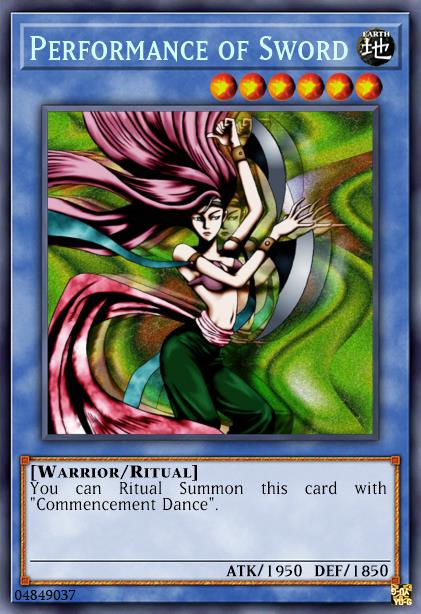 PERFORMANCE OF SWORD
EARTH
地
[WARRIOR/RITUAL]
You can Ritual Summon this card with
"Commencement Dance".
ATK/1950 DEF/1850
04849037